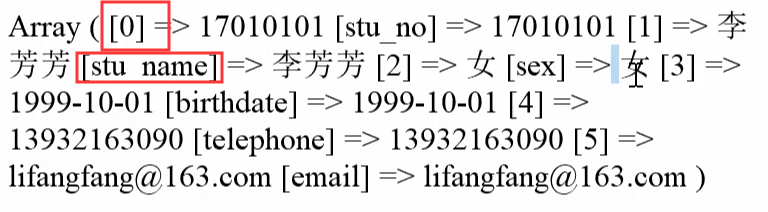 Array ( [0] => 17010101 [stu_no] => 17010101 [1] => 李
芳芳 [stu_name] => 李芳芳 [2] => 女 [sex] => 女 [3] =>
1999-10-01 [birthdate] => 1999-10-01 [4] =>
13932163090 [telephone] => 13932163090 [5] =>
lifangfang@163.com [email] => lifangfang@163.com )